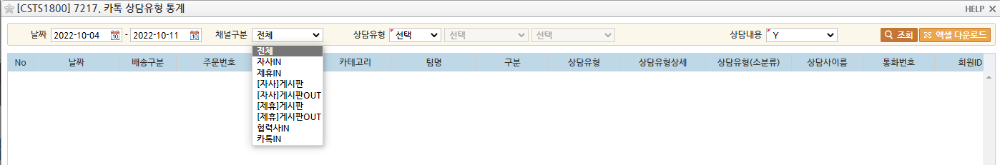 [CSTS1800] 7217. 카톡 상담유형 통계 HELP
날짜 2022-10-04 - 2022-10-11 채널구분 전체 상담유형 선택 선택 선택 상담내용 Y 조회 엑셀 다운로드
No 날짜 배송구분 주문번호 카테고리 팀명 구분 상담유형 상담유형상세 상담유형(소분류) 상담사이름 통화번호 회원ID
전체
자사IN
제휴IN
[자사]게시판
[자사]게시판OUT
[제휴]게시판
[제휴]게시판OUT
협력사IN
카톡IN